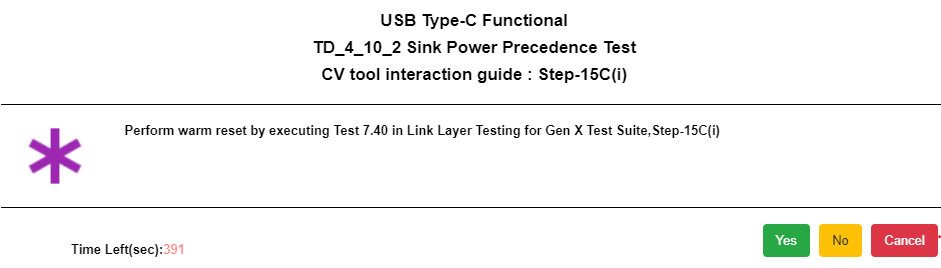 USB Type-C Functional
TD_4_10_2 Sink Power Precedence Test
CV tool interaction guide : Step-15C(i)
Perform warm reset by executing Test 7.40 in Link Layer Testing for Gen X Test Suite,Step-15C(i)
Time Left(sec):391
Yes No Cancel